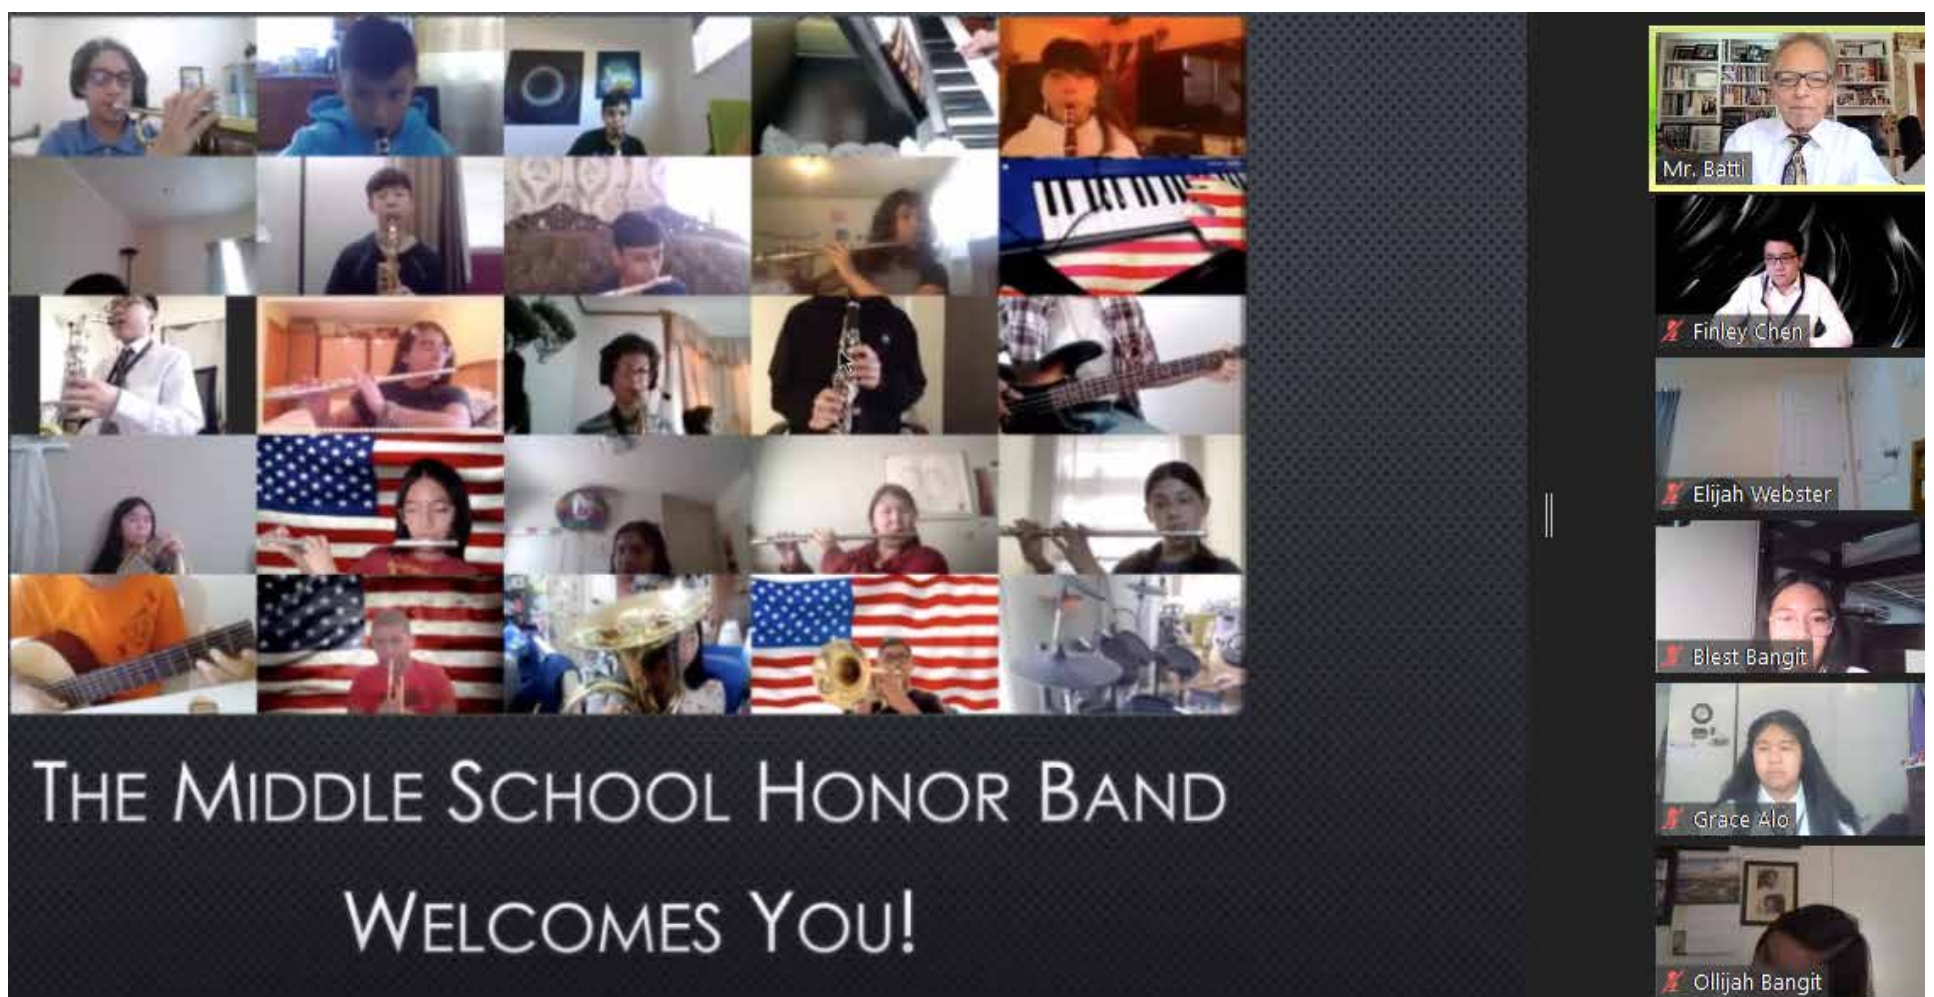 Mr. Batti
Finley Chen
Elijah Webster
Blest Bangit
Grace Alo
Ollijah Bangit
THE MIDDLE SCHOOL HONOR BAND
WELCOMES YOU!